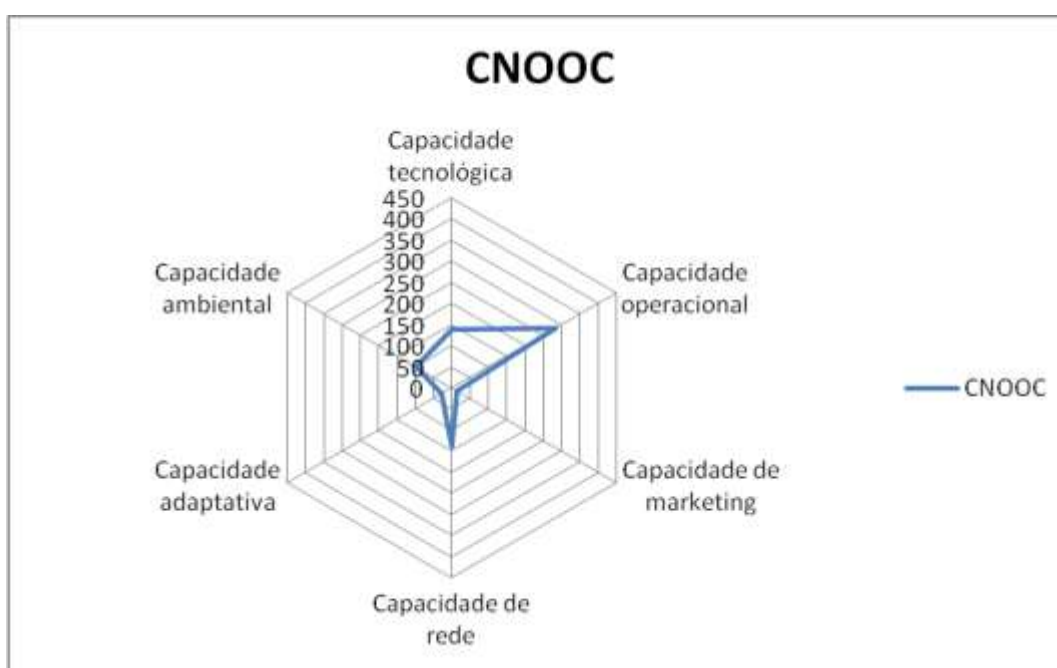 CNOOC
Capacidade
tecnológica
450
400
350
300
250
200
150
100
50
0
Capacidade
operacional
Capacidade de
marketing
Capacidade de
rede
Capacidade
adaptativa
Capacidade
ambiental
CNOOC